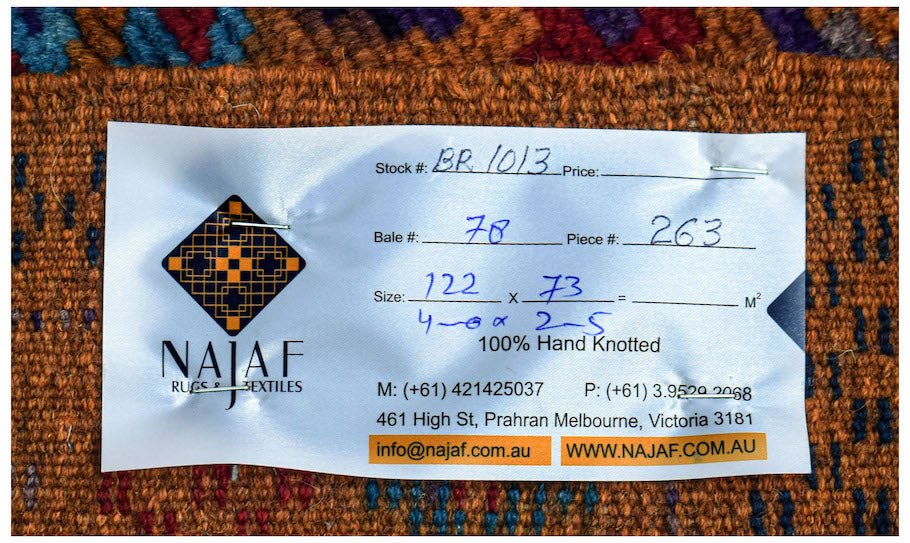 Stock #: BR 1013 Price:
Bale #: 78 Piece #: 263
Size: 122 X 73 = M²
4-0 x 2-5
100% Hand Knotted
NAJAF
RUGS & TEXTILES
M: (+61) 421425037 P: (+61) 3.9529 2068
461 High St, Prahran Melbourne, Victoria 3181
info@najaf.com.au WWW.NAJAF.COM.AU